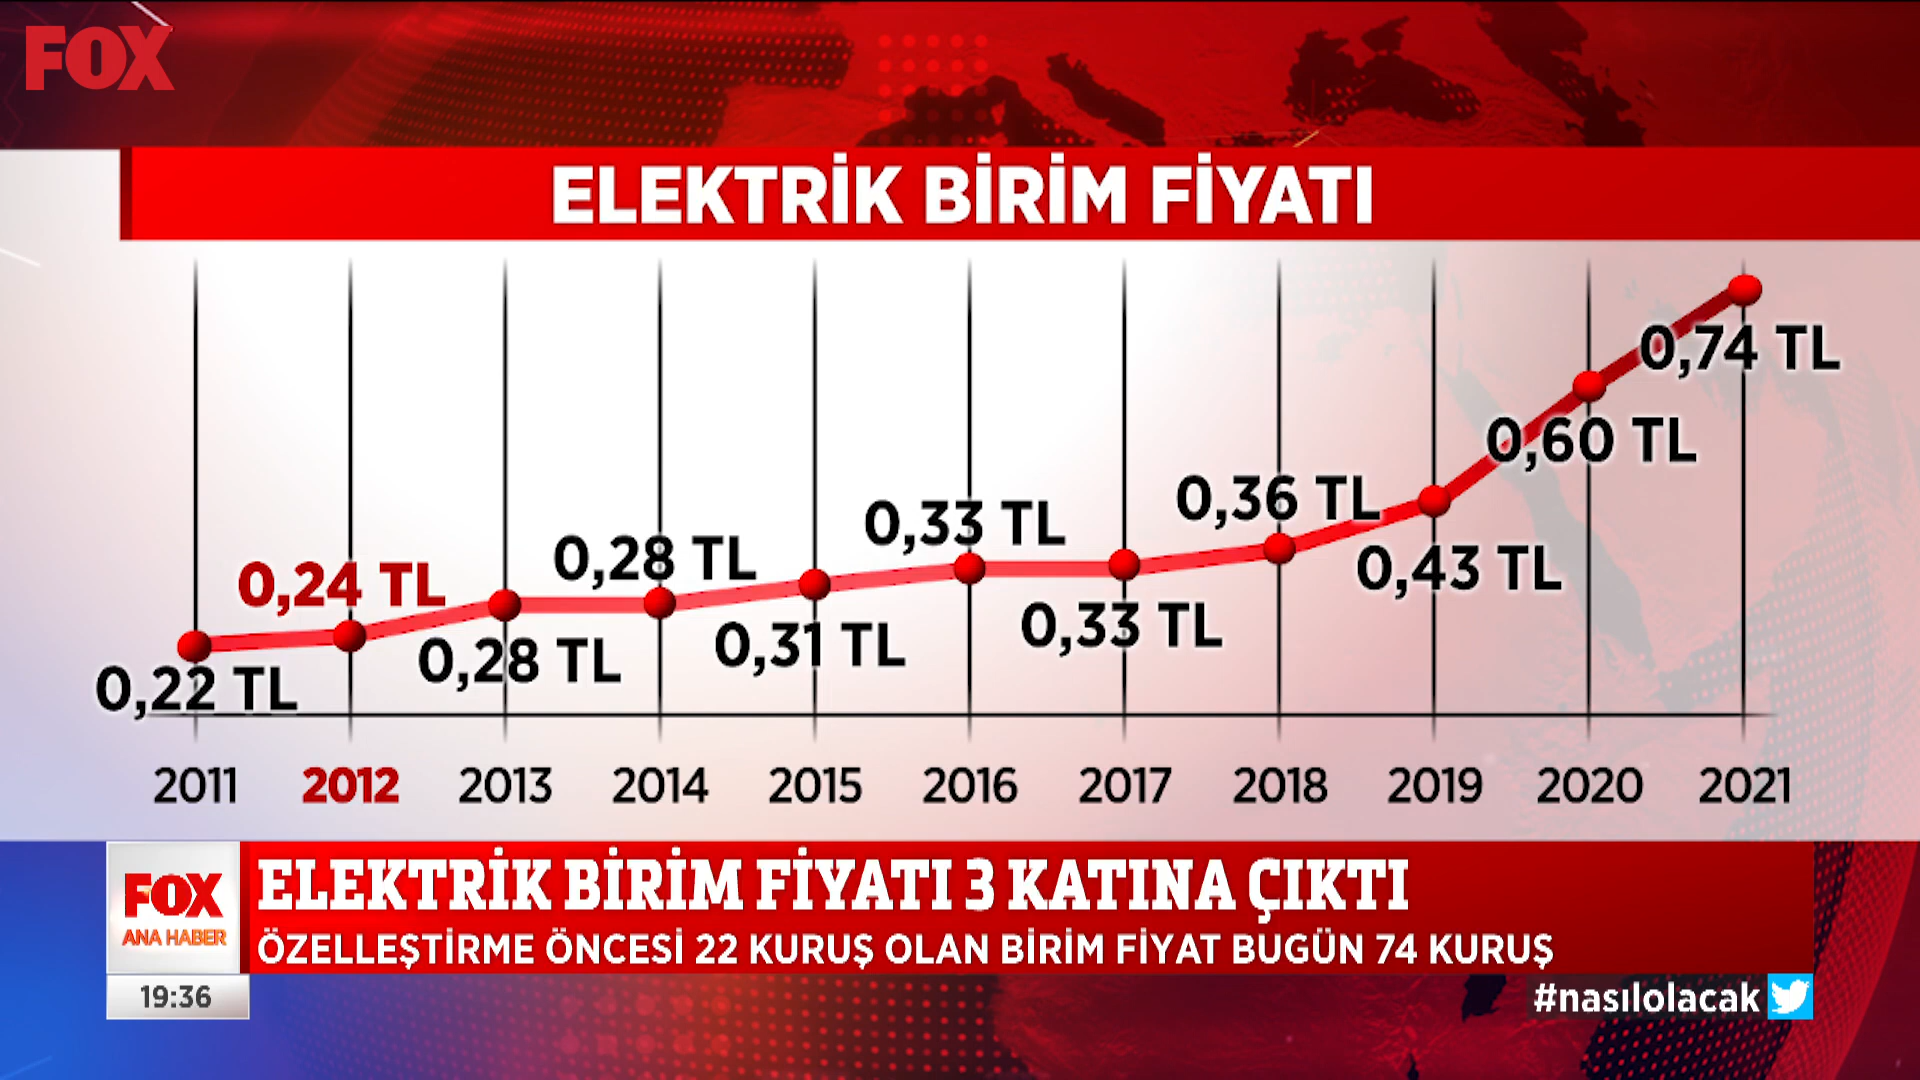 FOX
ELEKTRİK BİRİM FİYATI
0,74 TL
0,60 TL
0,36 TL
0,33 TL
0,28 TL
0,24 TL
0,43 TL
0,33 TL
0,31 TL
0,28 TL
0,22 TL
2011 2012 2013 2014 2015 2016 2017 2018 2019 2020 2021
FOX
ANA HABER
ELEKTRİK BİRİM FİYATI 3 KATINA ÇIKTI
ÖZELLEŞTİRME ÖNCESİ 22 KURUŞ OLAN BİRİM FİYAT BUGÜN 74 KURUŞ
19:36
#nasılolacak